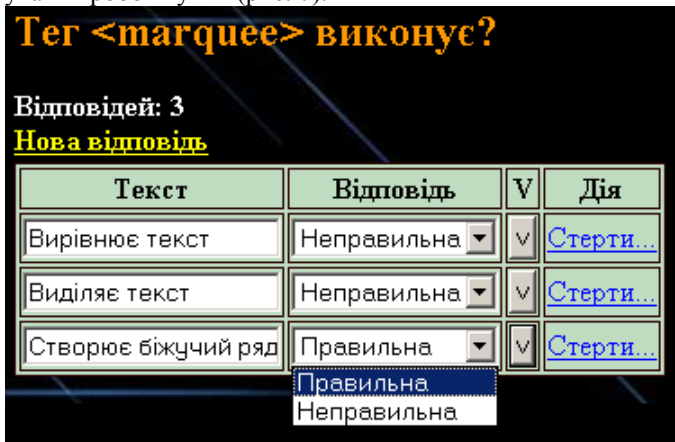 Тег <marquee> виконує?
Відповідей: 3
Нова відповідь
Текст Відповідь V Дія
Вирівнює текст Неправильна v Стерти...
Виділяє текст Неправильна v Стерти...
Створює біжучий ряд Правильна v Стерти...
Правильна
Неправильна